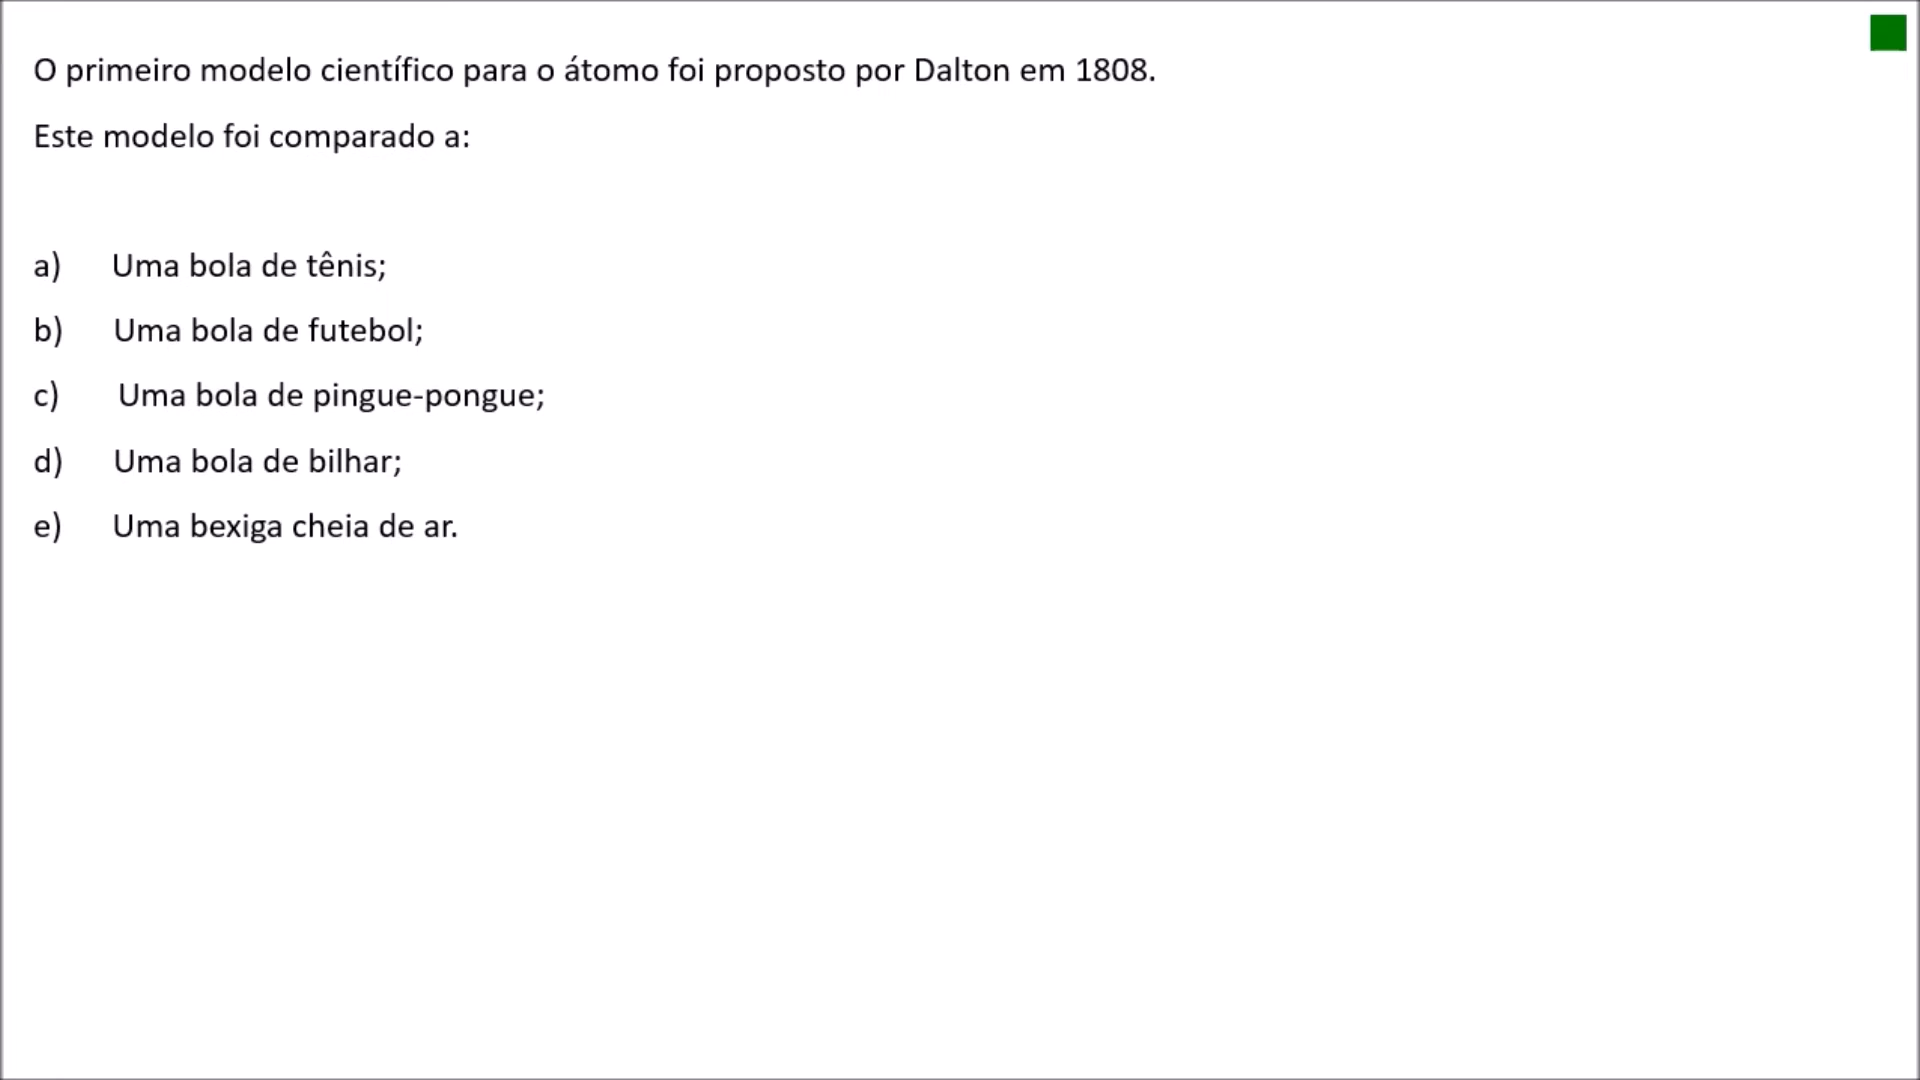 O primeiro modelo científico para o átomo foi proposto por Dalton em 1808.
Este modelo foi comparado a:
a) Uma bola de tênis;
b) Uma bola de futebol;
c) Uma bola de pingue-pongue;
d) Uma bola de bilhar;
e) Uma bexiga cheia de ar.